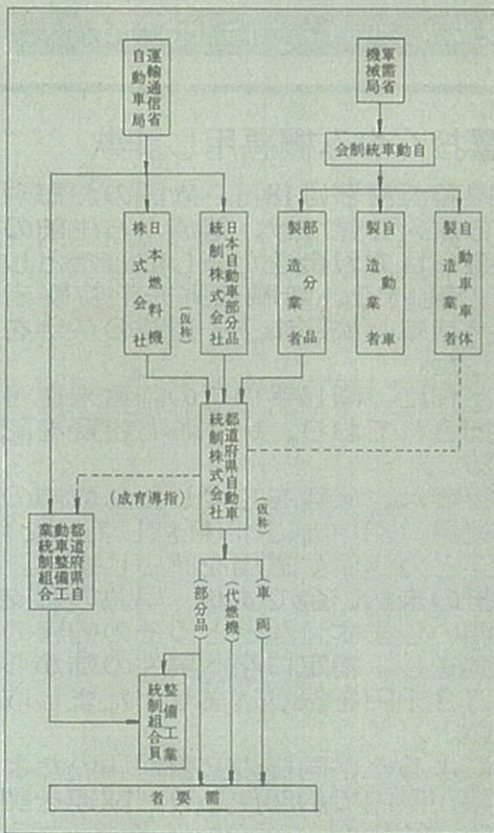 軍需省
機械局
運輸通信省
自動車局
自動車統制会
自動車車体
製造業者
自動車
製造業者
部分品
製造業者
日本自動車部分品
統制株式会社
(仮称)
日本燃料機
株式会社
都道府県自動車
統制株式会社
(仮称)
(指導育成)
都道府県自
動車整備工
業統制組合
(車両)
(代燃機)
(部分品)
整備工業
統制組合員
需要者